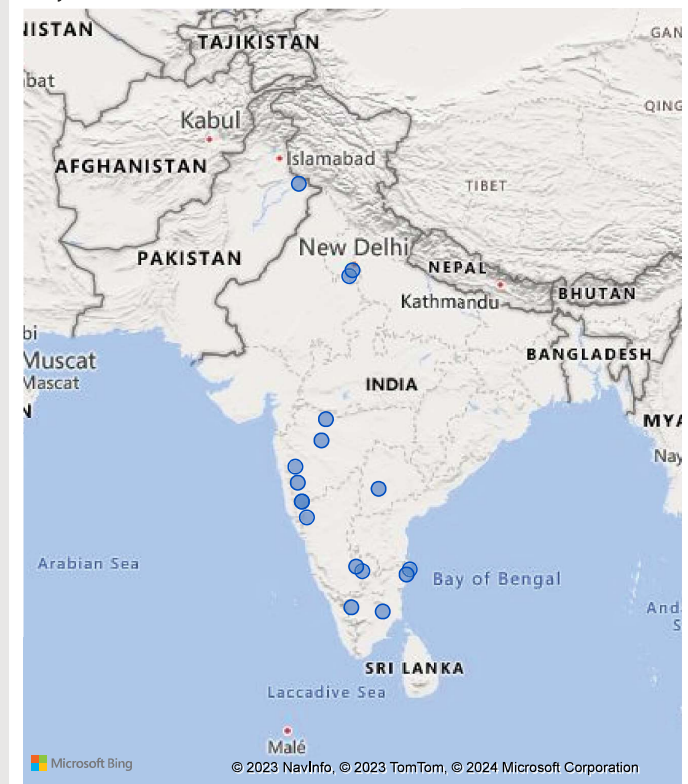 NISTAN
TAJIKISTAN
GAN
bat
QING
Kabul
Islamabad
AFGHANISTAN
TIBET
New Delhi
PAKISTAN
NEPAL
BHUTAN
Kathmandu
bi
Muscat
Mascat
BANGLADESH
INDIA
N
MYA
Nay
Arabian Sea
Bay of Bengal
And
S
SRI LANKA
Laccadive Sea
Malé
Microsoft Bing
© 2023 NavInfo, © 2023 TomTom, © 2024 Microsoft Corporation